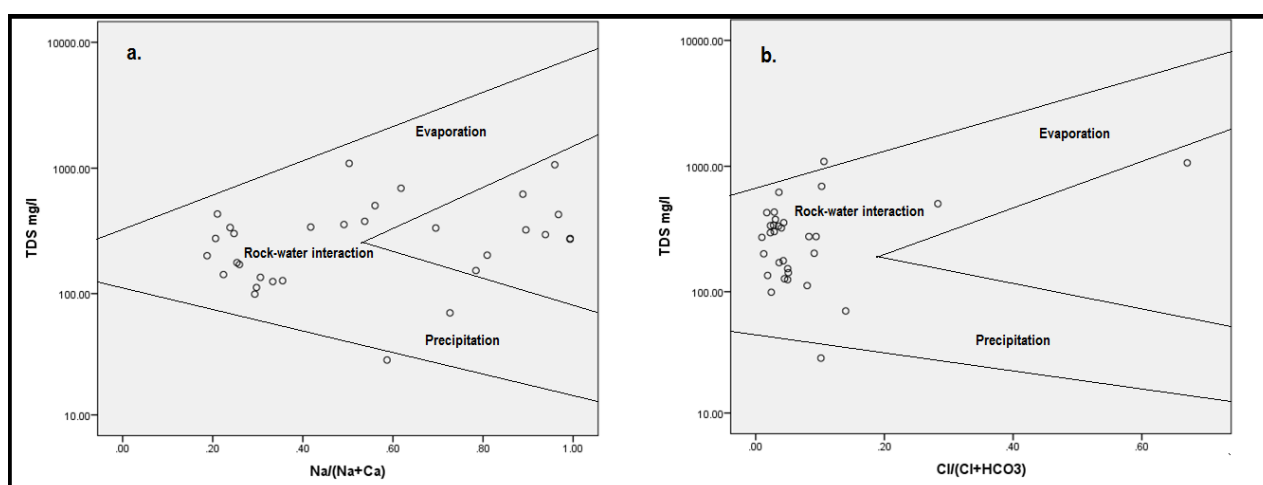 a.
10000.00
1000.00
100.00
10.00
TDS mg/l
Evaporation
Rock-water interaction
Precipitation
.00 .20 .40 .60 .80 1.00
Na/(Na+Ca)
b.
10000.00
1000.00
100.00
10.00
TDS mg/l
Evaporation
Rock-water interaction
Precipitation
.00 .20 .40 .60
Cl/(Cl+HCO3)